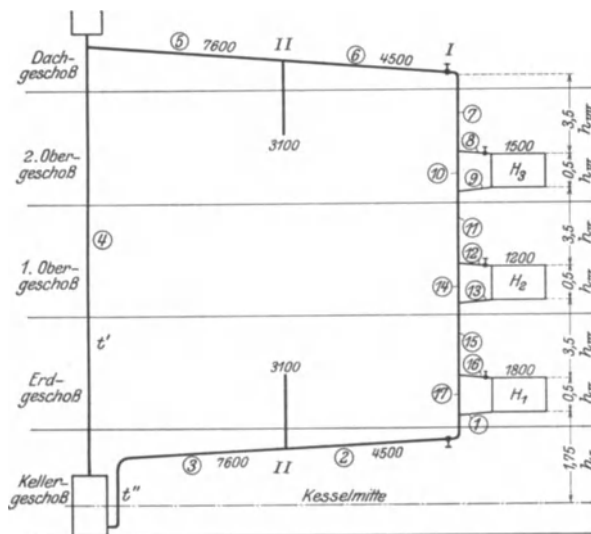 ⑤ 7600 II ⑥ 4500 I
Dach-
geschoß
3100
⑦
3,5
2. Ober-
geschoß
⑧ 1500
⑩ ⑨ H₃
0,5
④
⑪
3,5
1. Ober-
geschoß
⑫ 1200
⑭ ⑬ H₂
0,5
t'
3100
⑮
3,5
Erd-
geschoß
⑯ 1800
⑰ H₁
0,5
①
③ 7600 II ② 4500
1,75
Keller-
geschoß
t"
Kesselmitte